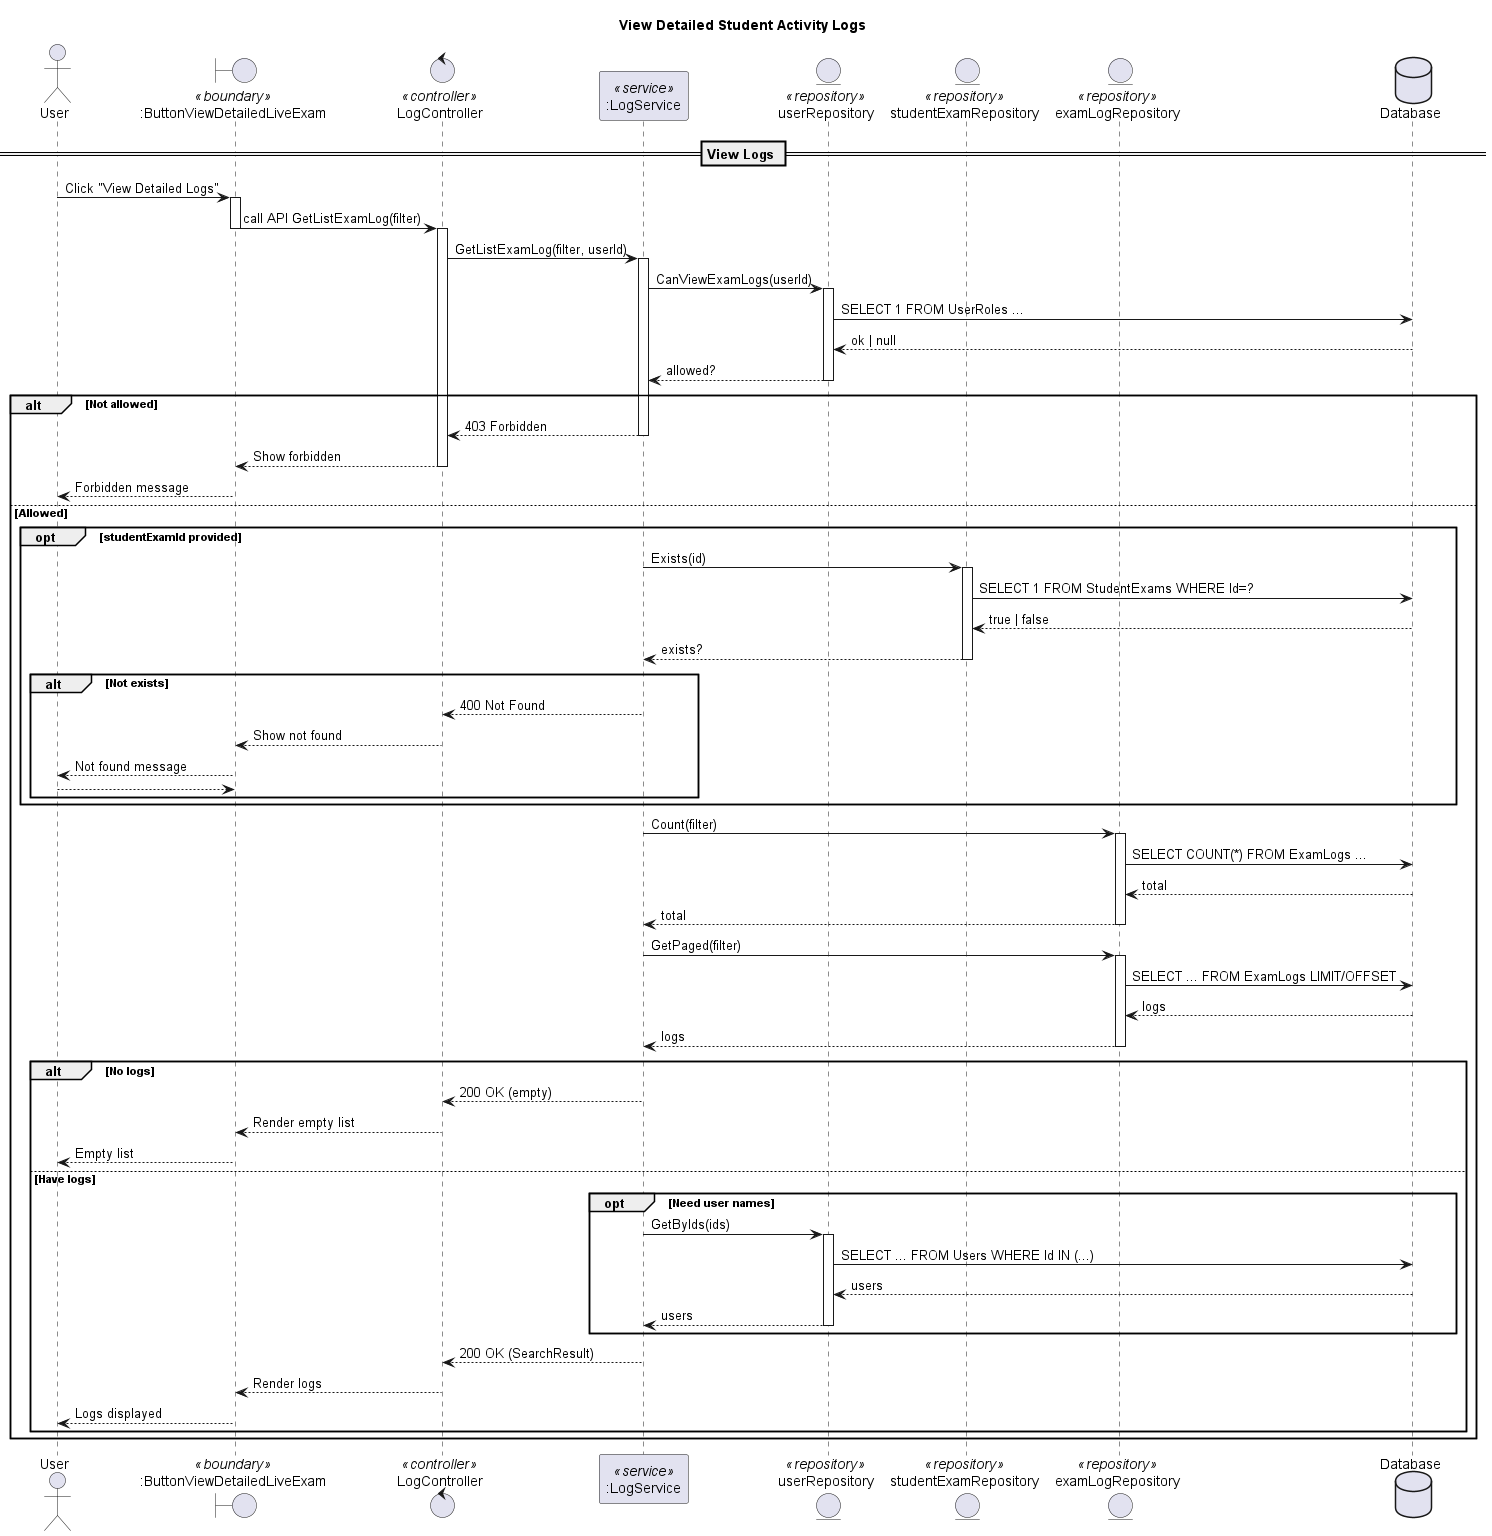 View Detailed Student Activity Logs
User
«boundary»
:ButtonViewDetailedLiveExam
«controller»
LogController
«service»
:LogService
«repository»
userRepository
«repository»
studentExamRepository
«repository»
examLogRepository
Database
View Logs
Click "View Detailed Logs"
call API GetListExamLog(filter)
GetListExamLog(filter, userId)
CanViewExamLogs(userId)
SELECT 1 FROM UserRoles ...
ok | null
allowed?
alt [Not allowed]
403 Forbidden
Show forbidden
Forbidden message
[Allowed]
opt [studentExamId provided]
Exists(id)
SELECT 1 FROM StudentExams WHERE Id=?
true | false
exists?
alt [Not exists]
400 Not Found
Show not found
Not found message
Count(filter)
SELECT COUNT(*) FROM ExamLogs ...
total
total
GetPaged(filter)
SELECT ... FROM ExamLogs LIMIT/OFFSET
logs
logs
alt [No logs]
200 OK (empty)
Render empty list
Empty list
[Have logs]
opt [Need user names]
GetByIds(ids)
SELECT ... FROM Users WHERE Id IN (...)
users
users
200 OK (SearchResult)
Render logs
Logs displayed
User
«boundary»
:ButtonViewDetailedLiveExam
«controller»
LogController
«service»
:LogService
«repository»
userRepository
«repository»
studentExamRepository
«repository»
examLogRepository
Database